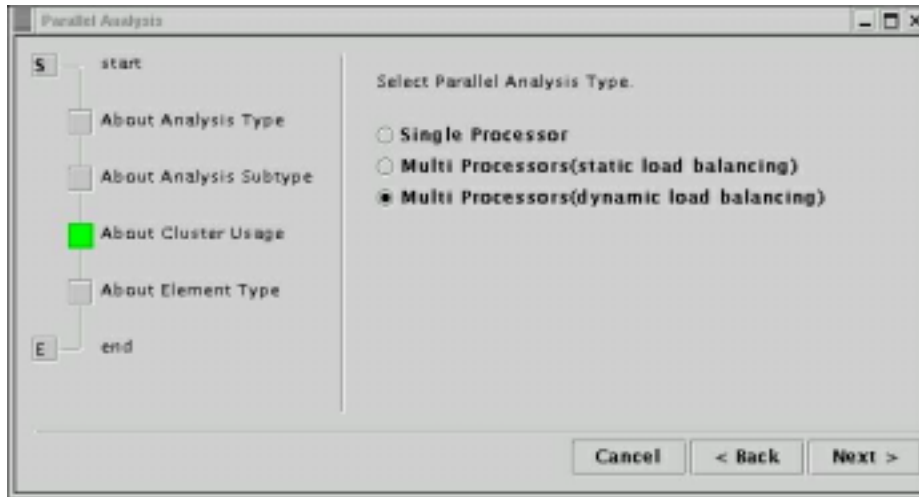 Parallel Analysis
S start
About Analysis Type
About Analysis Subtype
About Cluster Usage
About Element Type
E end
Select Parallel Analysis Type.
Single Processor
Multi Processors(static load balancing)
Multi Processors(dynamic load balancing)
Cancel
< Back
Next >